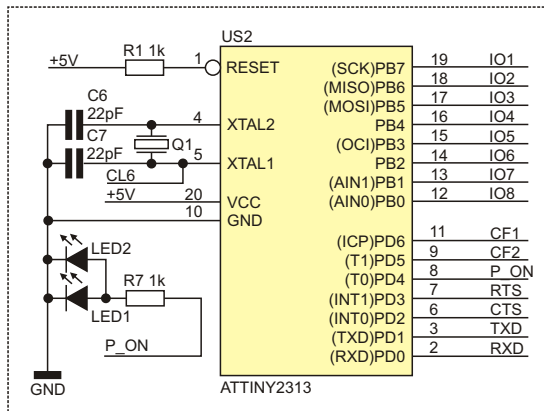 US2
R1 1k
+5V
1
RESET
(SCK)PB7
19
IO1
(MISO)PB6
18
IO2
(MOSI)PB5
17
IO3
C6
22pF
4
XTAL2
PB4
16
IO4
C7
22pF
Q1
(OCI)PB3
15
IO5
5
XTAL1
PB2
14
IO6
CL6
(AIN1)PB1
13
IO7
+5V
20
VCC
(AIN0)PB0
12
IO8
10
GND
(ICP)PD6
11
CF1
LED2
(T1)PD5
9
CF2
(T0)PD4
8
P_ON
R7 1k
(INT1)PD3
7
RTS
LED1
(INT0)PD2
6
CTS
P_ON
(TXD)PD1
3
TXD
(RXD)PD0
2
RXD
GND
ATTINY2313